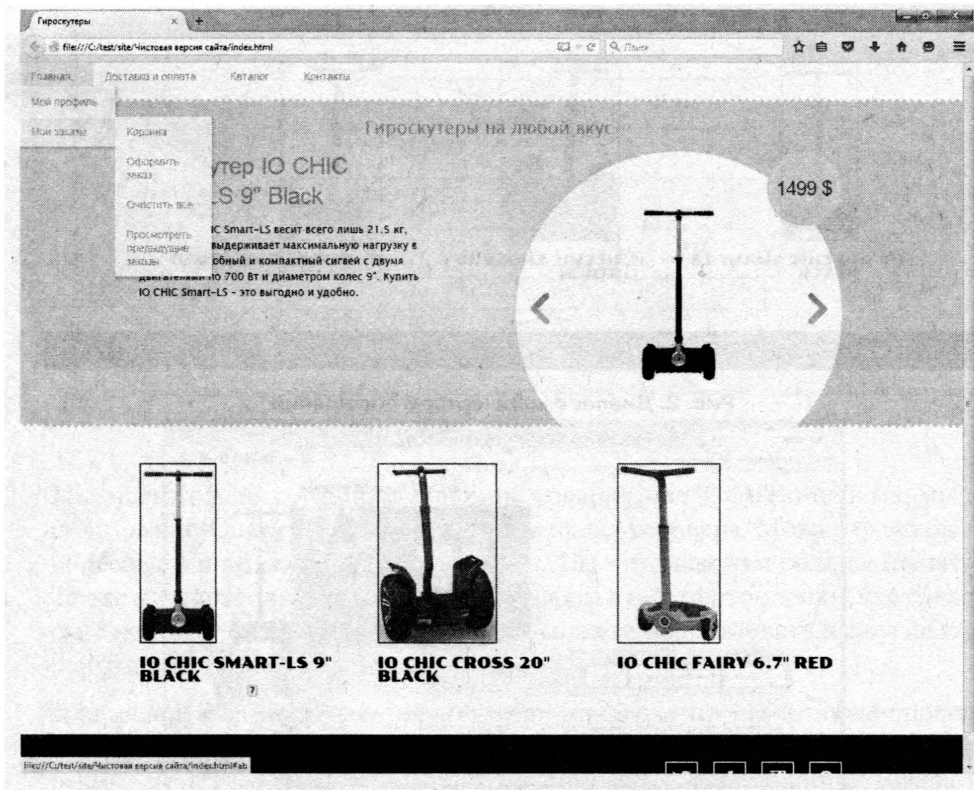 Гироскутеры
file:///C:/test/site/Чистовая версия сайта/index.html
Поиск
Главная
Доставка и оплата
Каталог
Контакты
Мой профиль
Мои заказы
Корзина
Оформить
заказ
Очистить все
Просмотреть
предыдущие
заказы
Гироскутеры на любой вкус
утер IO CHIC
LS 9" Black
IC Smart-LS весит всего лишь 21.5 кг,
выдерживает максимальную нагрузку в
обный и компактный сигвей с двумя
двигателями по 700 Вт и диаметром колес 9". Купить
IO CHIC Smart-LS - это выгодно и удобно.
1499 $
IO CHIC SMART-LS 9"
BLACK
IO CHIC CROSS 20"
BLACK
IO CHIC FAIRY 6.7" RED
7
file:///C:/test/site/Чистовая версия сайта/index.html#ab